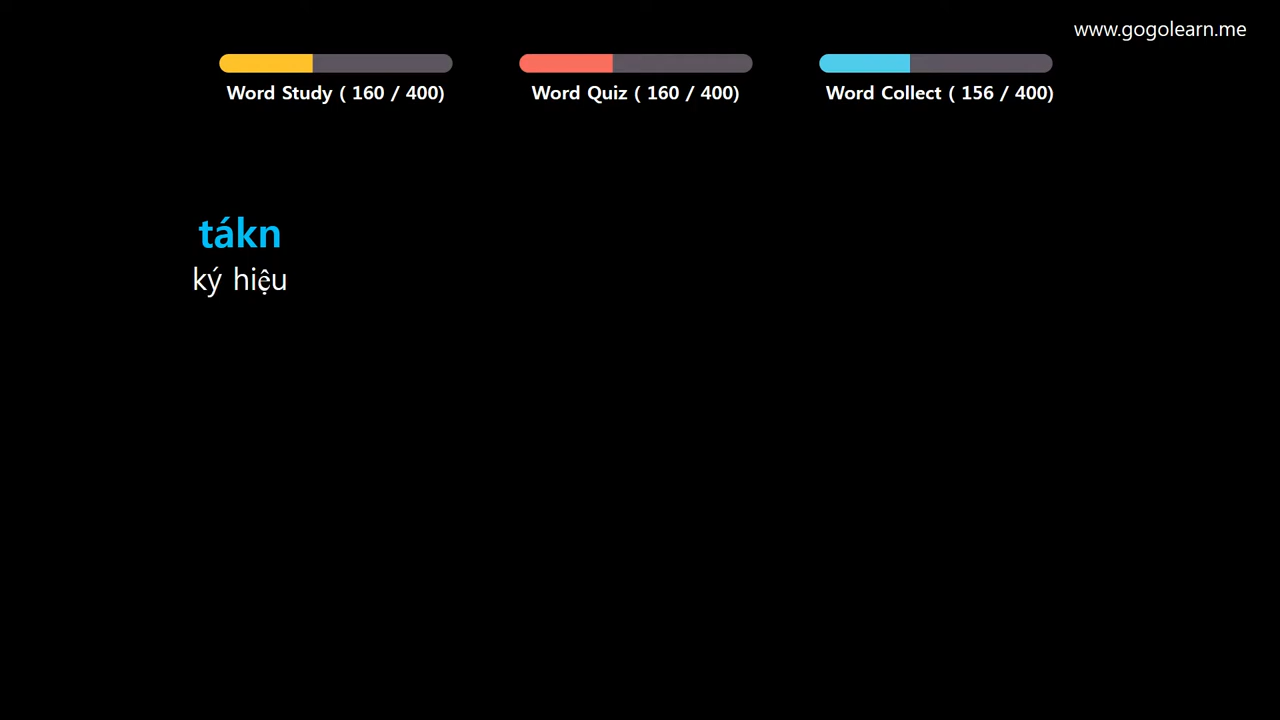 www.gogolearn.me
Word Study ( 160 / 400)
Word Quiz ( 160 / 400)
Word Collect ( 156 / 400)
tákn
ký hiệu